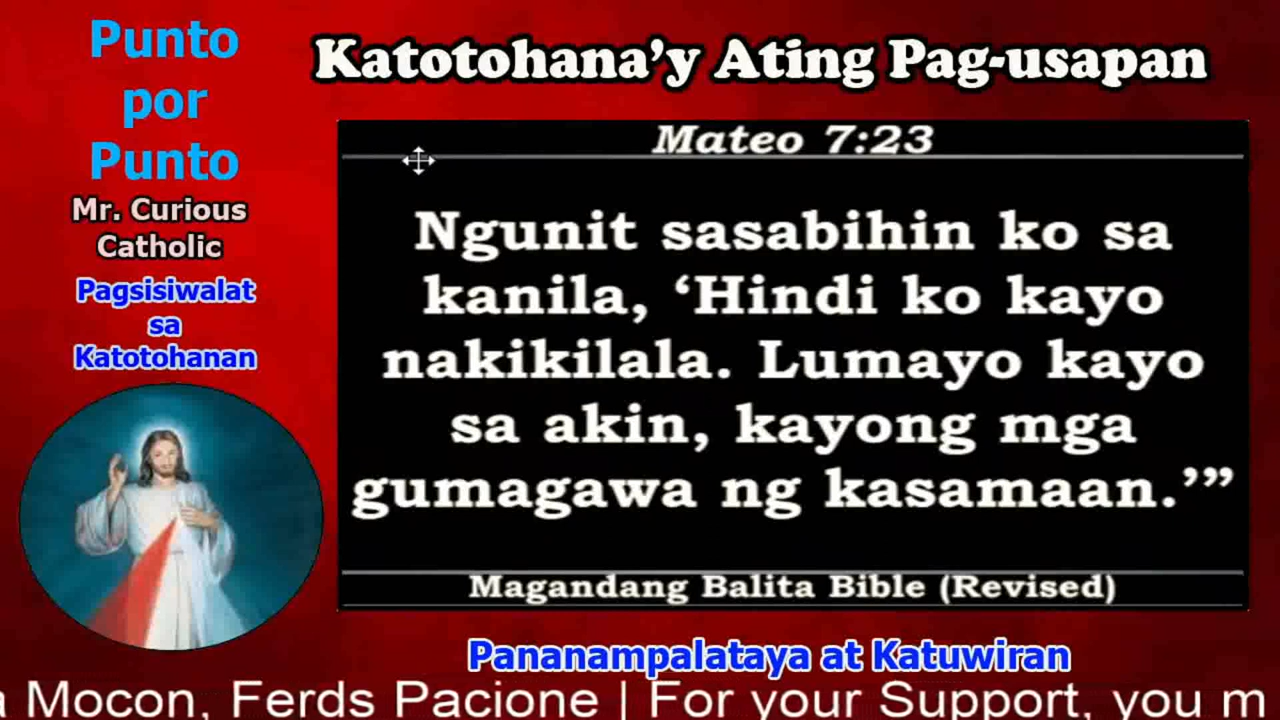 Punto
por
Punto
Mr. Curious
Catholic
Pagsisiwalat
sa
Katotohanan
Katotohana’y Ating Pag-usapan
Mateo 7:23
Ngunit sasabihin ko sa
kanila, ‘Hindi ko kayo
nakikilala. Lumayo kayo
sa akin, kayong mga
gumagawa ng kasamaan.’”
Magandang Balita Bible (Revised)
Pananampalataya at Katuwiran
Mocon, Ferds Pacione | For your Support, you